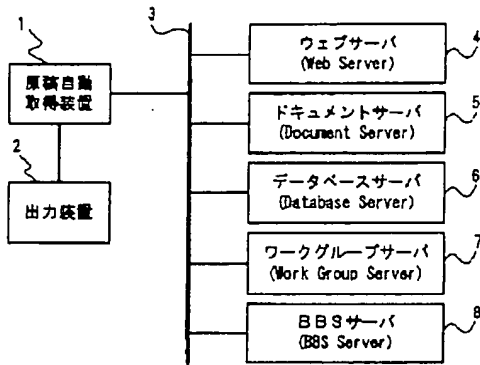 1
原稿自動
取得装置
2
出力装置
3
ウェブサーバ
(Web Server)
4
ドキュメントサーバ
(Document Server)
5
データベースサーバ
(Database Server)
6
ワークグループサーバ
(Work Group Server)
7
BBSサーバ
(BBS Server)
8